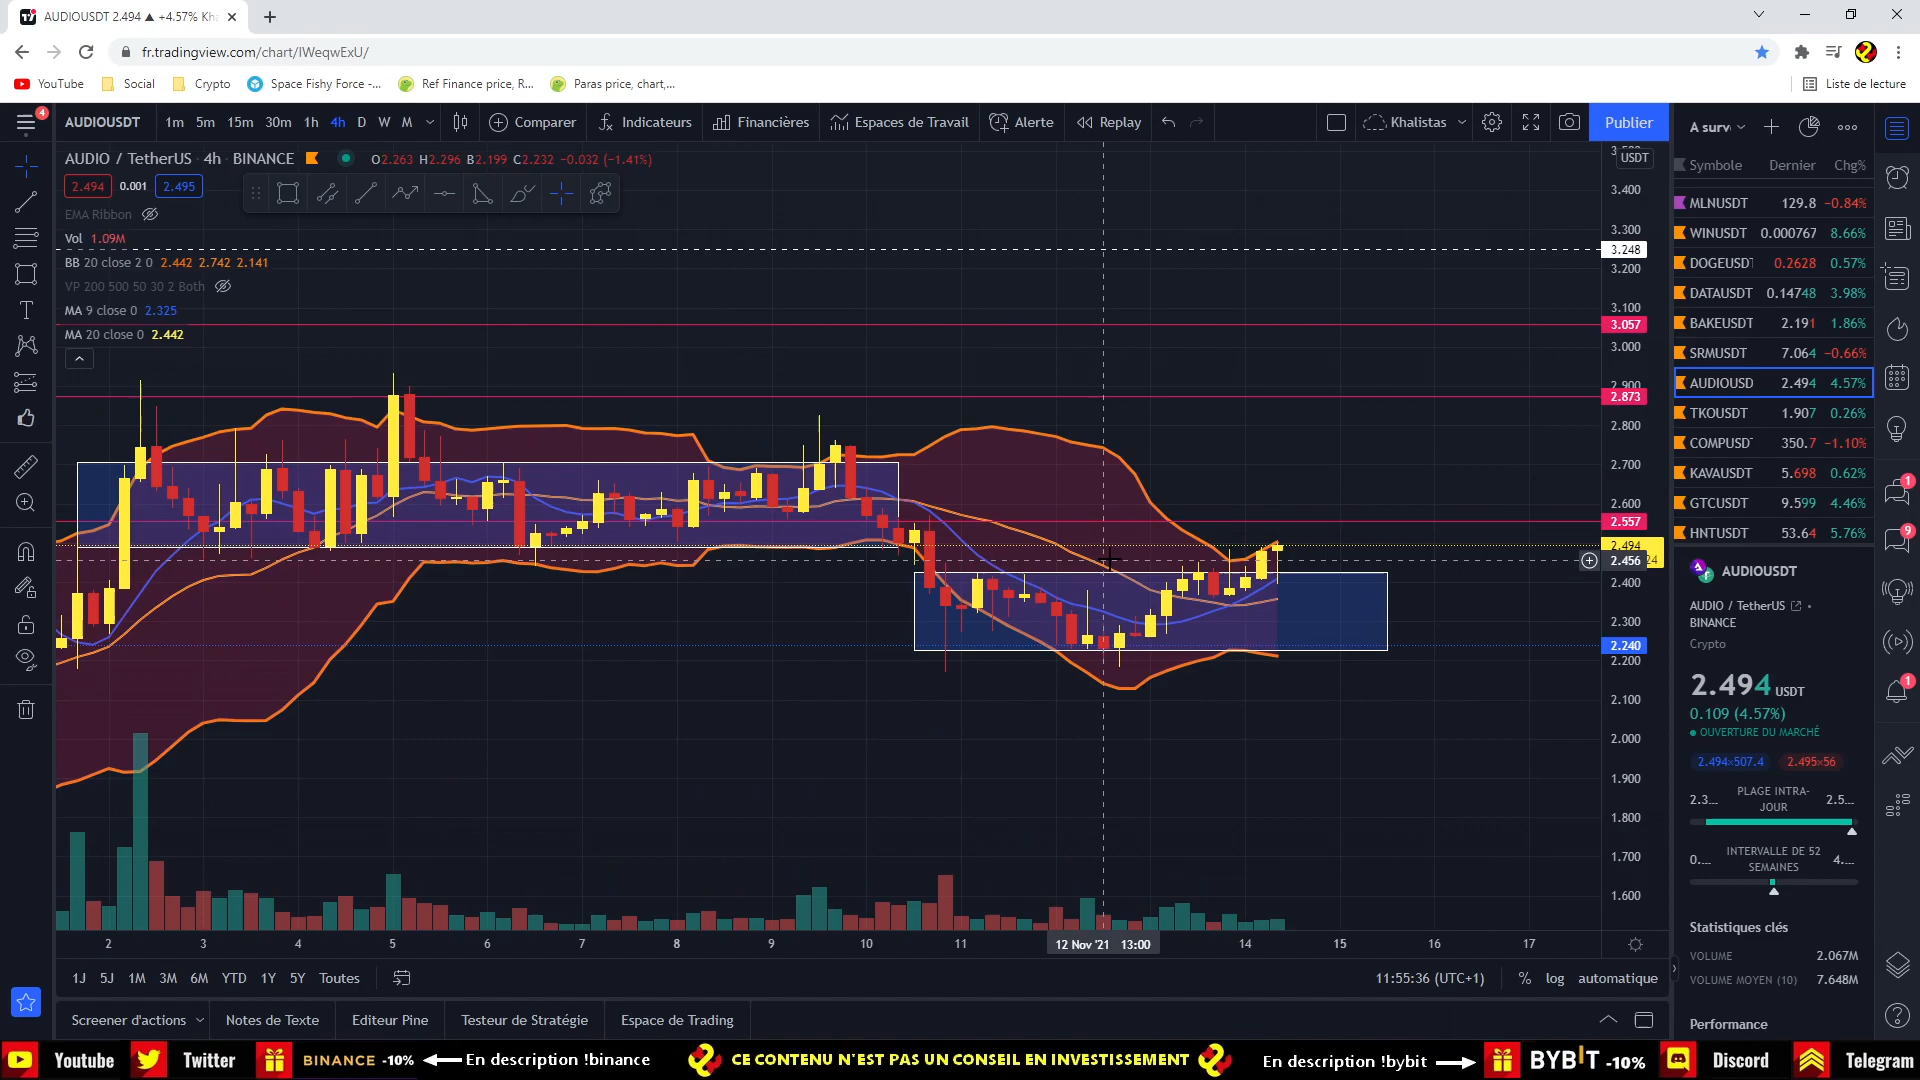 AUDIOUSDT 2.494 ▲ +4.57% Kh
fr.tradingview.com/chart/IWeqwExU/
YouTube
Social
Crypto
Space Fishy Force -...
Ref Finance price, R...
Paras price, chart,...
Liste de lecture
4
AUDIOUSDT
1m 5m 15m 30m 1h 4h D W M
Comparer
Indicateurs
Financières
Espaces de Travail
Alerte
Replay
Khalistas
Publier
AUDIO / TetherUS · 4h · BINANCE
O2.263 H2.296 B2.199 C2.232 −0.032 (−1.41%)
2.494 0.001 2.495
EMA Ribbon
Vol 1.09M
BB 20 close 2 0 2.442 2.742 2.141
VP 200 500 50 30 2 Both
MA 9 close 0 2.325
MA 20 close 0 2.442
USDT
3.400
3.300
3.248
3.200
3.100
3.057
3.000
2.900
2.873
2.800
2.700
2.600
2.557
2.494
2.456
2.400
2.300
2.240
2.200
2.100
2.000
1.900
1.800
1.700
1.600
2 3 4 5 6 7 8 9 10 11 12 Nov '21 13:00 14 15 16 17
1J 5J 1M 3M 6M YTD 1Y 5Y Toutes
11:55:36 (UTC+1)
% log automatique
Screener d'actions
Notes de Texte
Editeur Pine
Testeur de Stratégie
Espace de Trading
A surv
Symbole Dernier Chg%
MLNUSDT 129.8 −0.84%
WINUSDT 0.000767 8.66%
DOGEUSDT 0.2628 0.57%
DATAUSDT 0.14748 3.98%
BAKEUSDT 2.191 1.86%
SRMUSDT 7.064 −0.66%
AUDIOUSD 2.494 4.57%
TKOUSDT 1.907 0.26%
COMPUSD 350.7 −1.10%
KAVAUSDT 5.698 0.62%
GTCUSDT 9.599 4.46%
HNTUSDT 53.64 5.76%
AUDIOUSDT
AUDIO / TetherUS
BINANCE
Crypto
2.494 USDT
0.109 (4.57%)
OUVERTURE DU MARCHÉ
2.494×507.4 2.495×56
2.3... PLAGE INTRA-JOUR 2.5...
0.... INTERVALLE DE 52 SEMAINES 4....
Statistiques clés
VOLUME 2.067M
VOLUME MOYEN (10) 7.648M
Performance
1
9
1
Youtube
Twitter
BINANCE -10%
En description !binance
CE CONTENU N'EST PAS UN CONSEIL EN INVESTISSEMENT
En description !bybit
BYBIT -10%
Discord
Telegram